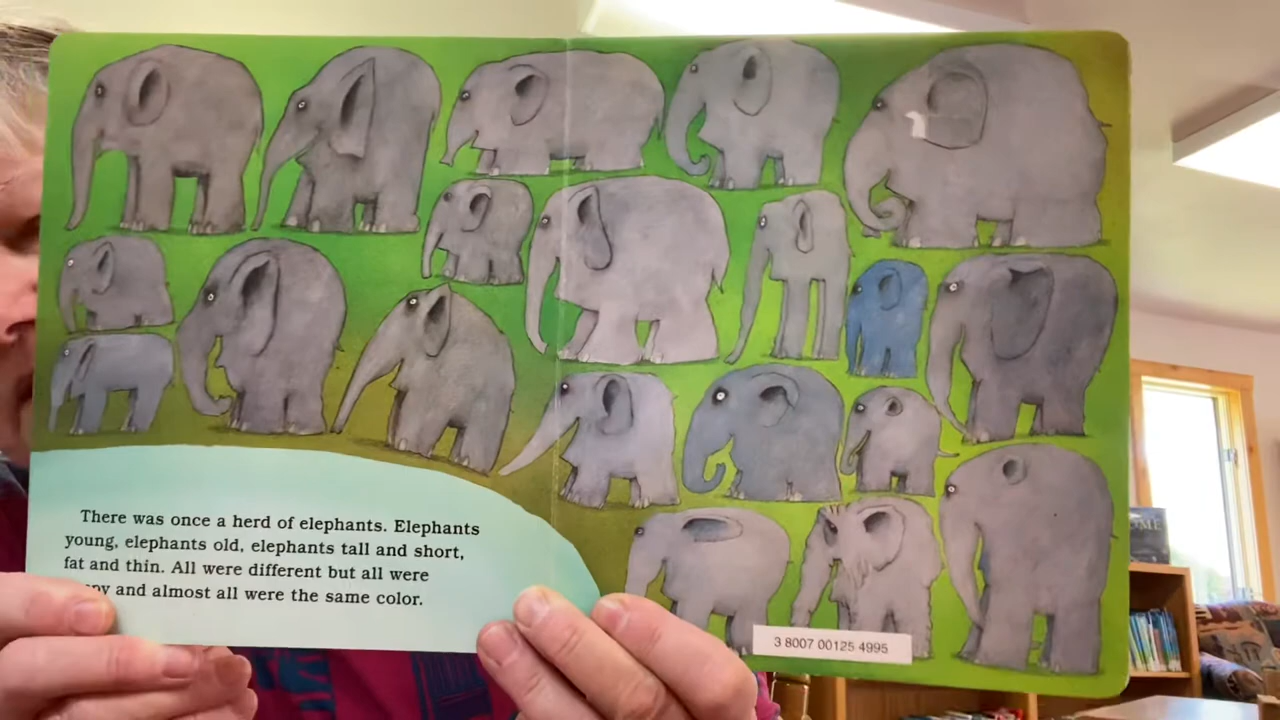 There was once a herd of elephants. Elephants
young, elephants old, elephants tall and short,
fat and thin. All were different but all were
and almost all were the same color.
3 8007 00125 4995